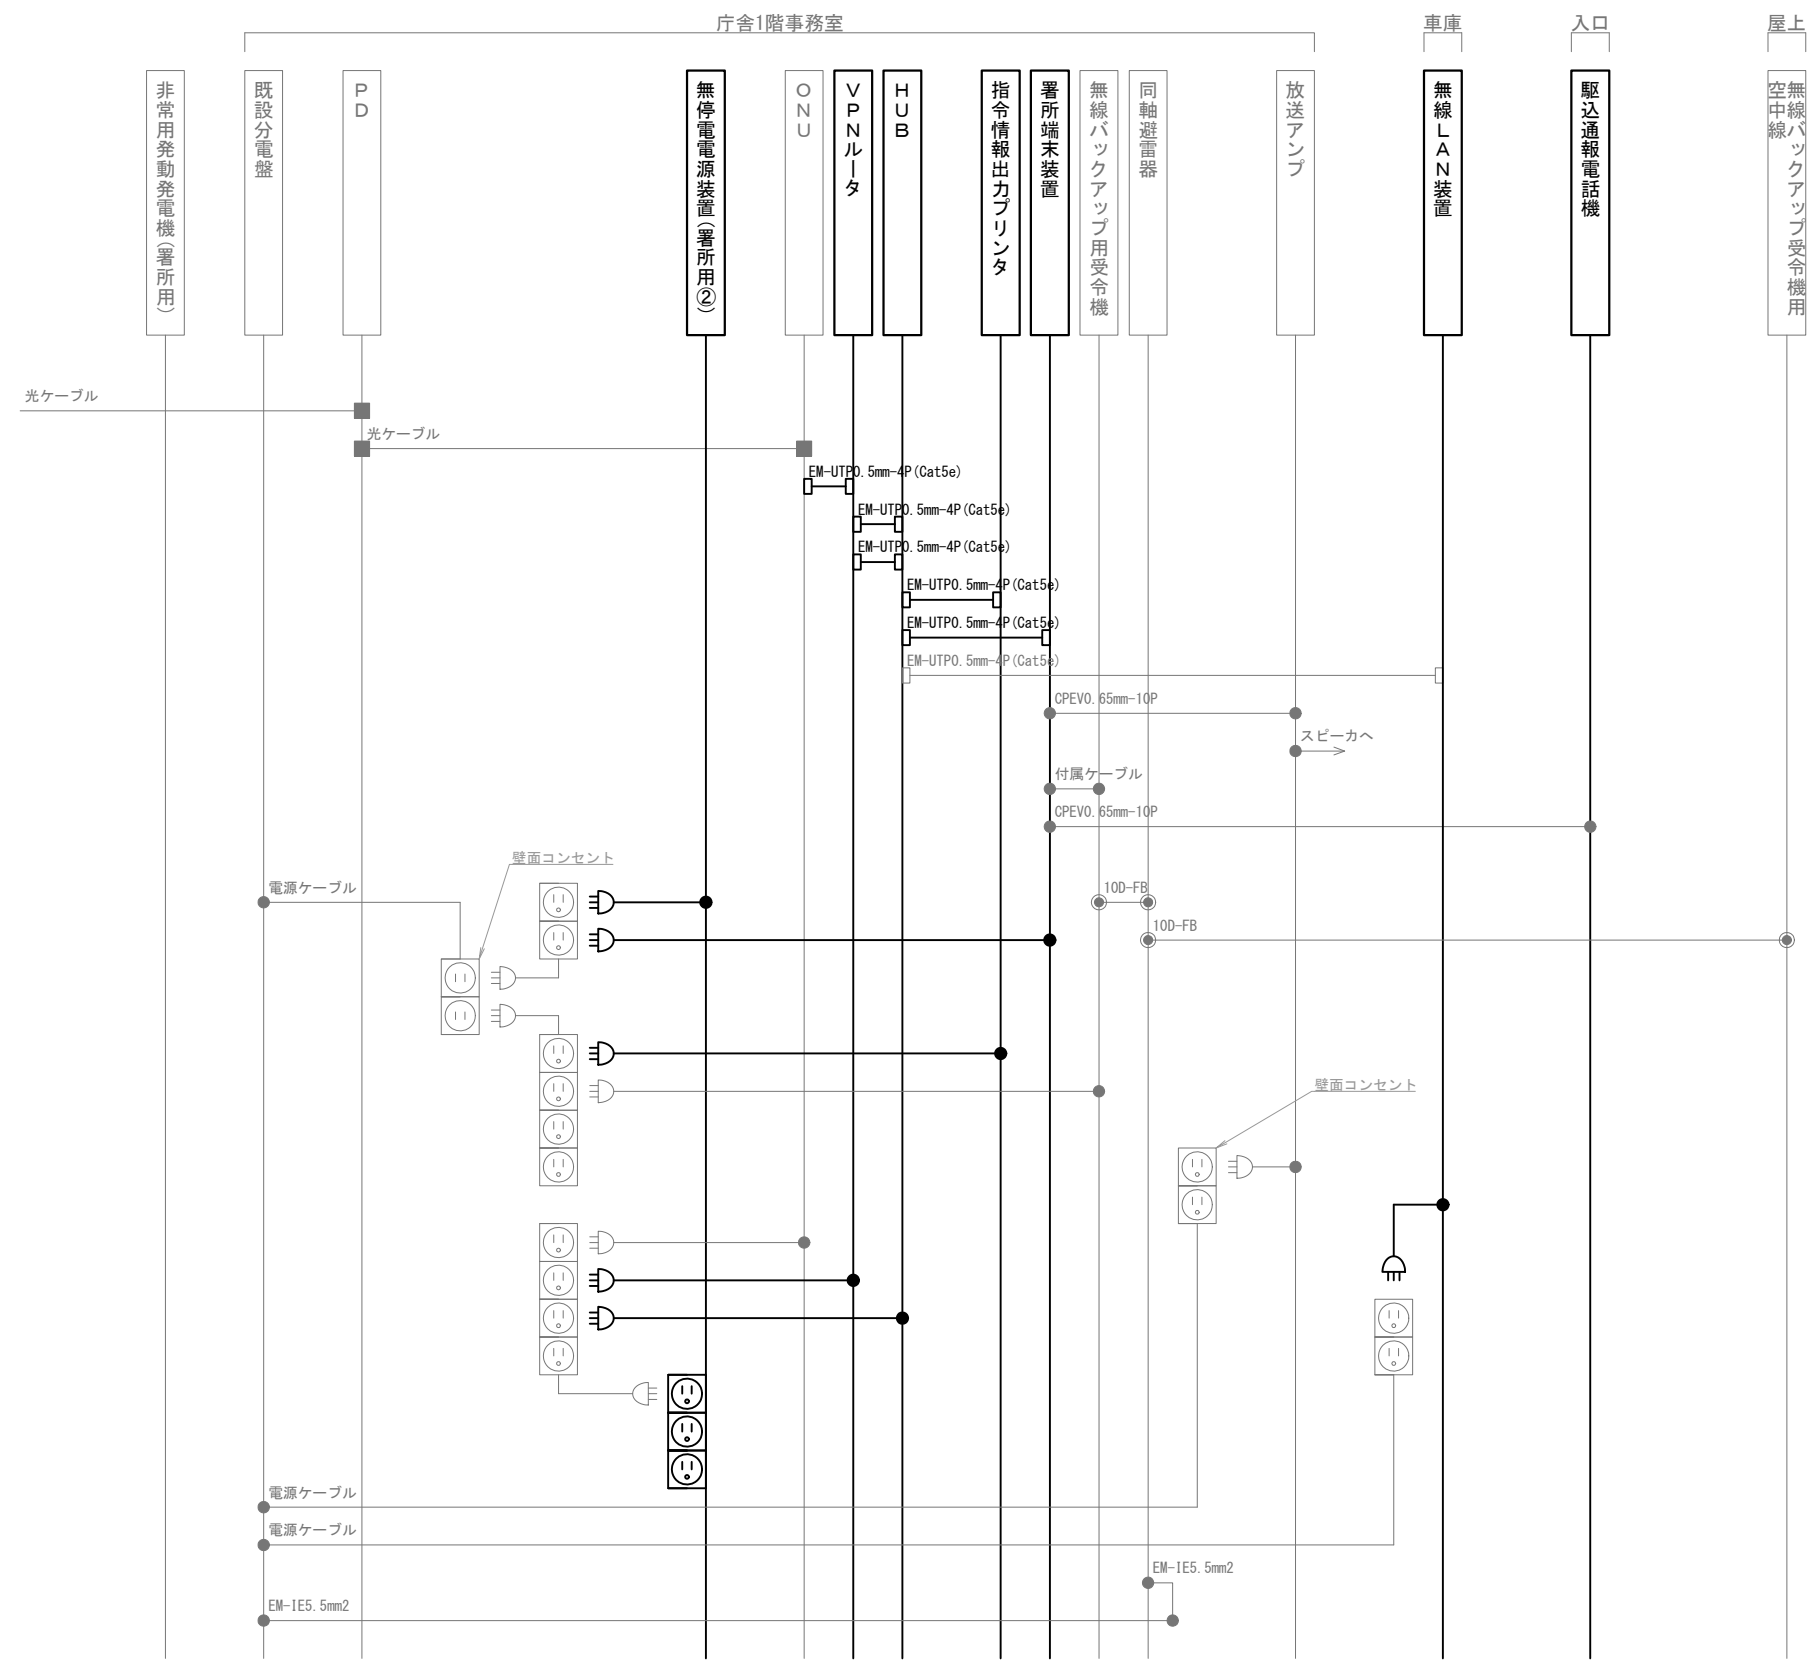 庁舎1階事務室
車庫
入口
屋上
非常用発動発電機(署所用)
既設分電盤
PD
無停電電源装置(署所用②)
ONU
VPNルータ
HUB
指令情報出力プリンタ
署所端末装置
無線バックアップ用受令機
同軸避雷器
放送アンプ
無線LAN装置
駆込通報電話機
無線バックアップ受令機用
空中線
光ケーブル
光ケーブル
EM-UTP0.5mm-4P(Cat5e)
EM-UTP0.5mm-4P(Cat5e)
EM-UTP0.5mm-4P(Cat5e)
EM-UTP0.5mm-4P(Cat5e)
EM-UTP0.5mm-4P(Cat5e)
EM-UTP0.5mm-4P(Cat5e)
CPEV0.65mm-10P
スピーカへ
付属ケーブル
CPEV0.65mm-10P
壁面コンセント
電源ケーブル
10D-FB
10D-FB
壁面コンセント
電源ケーブル
電源ケーブル
EM-IE5.5mm2
EM-IE5.5mm2